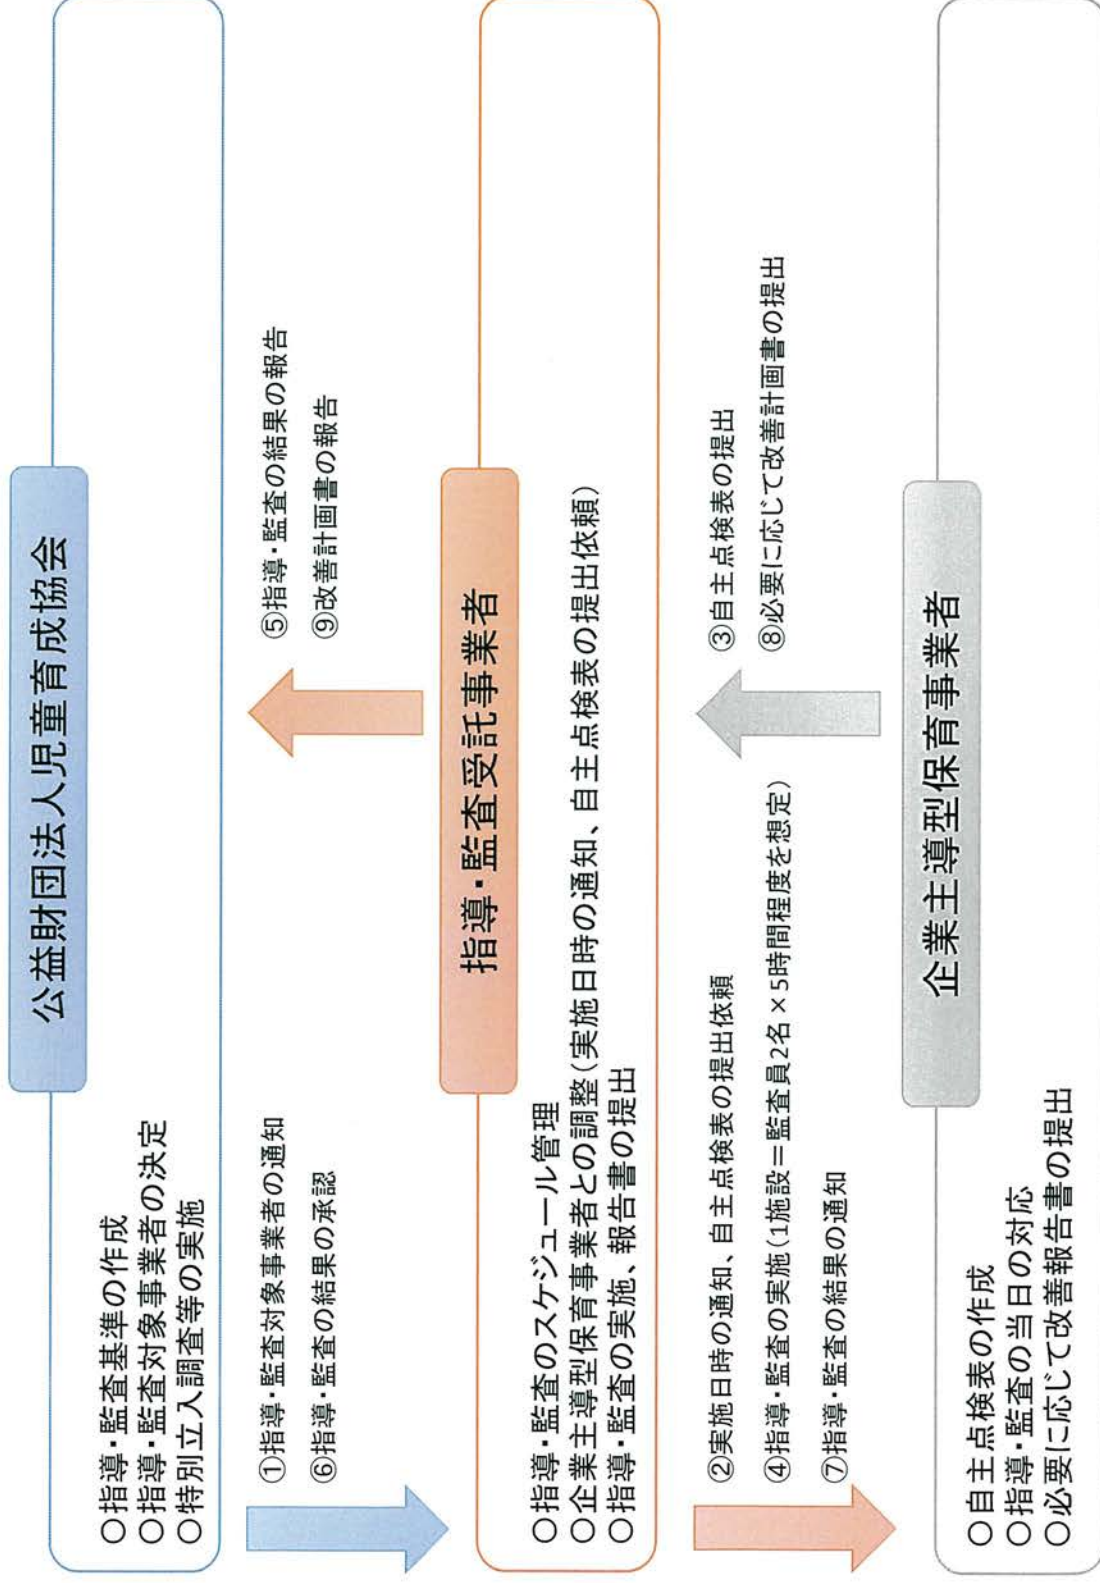 公益財団法人児童育成協会
○指導・監査基準の作成
○指導・監査対象事業者の決定
○特別立入調査等の実施
①指導・監査対象事業者の通知
⑥指導・監査の結果の承認
⑤指導・監査の結果の報告
⑨改善計画書の報告
指導・監査受託事業者
○指導・監査のスケジュール管理
○企業主導型保育事業者との調整（実施日時の通知、自主点検表の提出依頼）
○指導・監査の実施、報告書の提出
②実施日時の通知、自主点検表の提出依頼
④指導・監査の実施（1施設＝監査員2名×5時間程度を想定）
⑦指導・監査の結果の通知
③自主点検表の提出
⑧必要に応じて改善計画書の提出
企業主導型保育事業者
○自主点検表の作成
○指導・監査の当日の対応
○必要に応じて改善報告書の提出